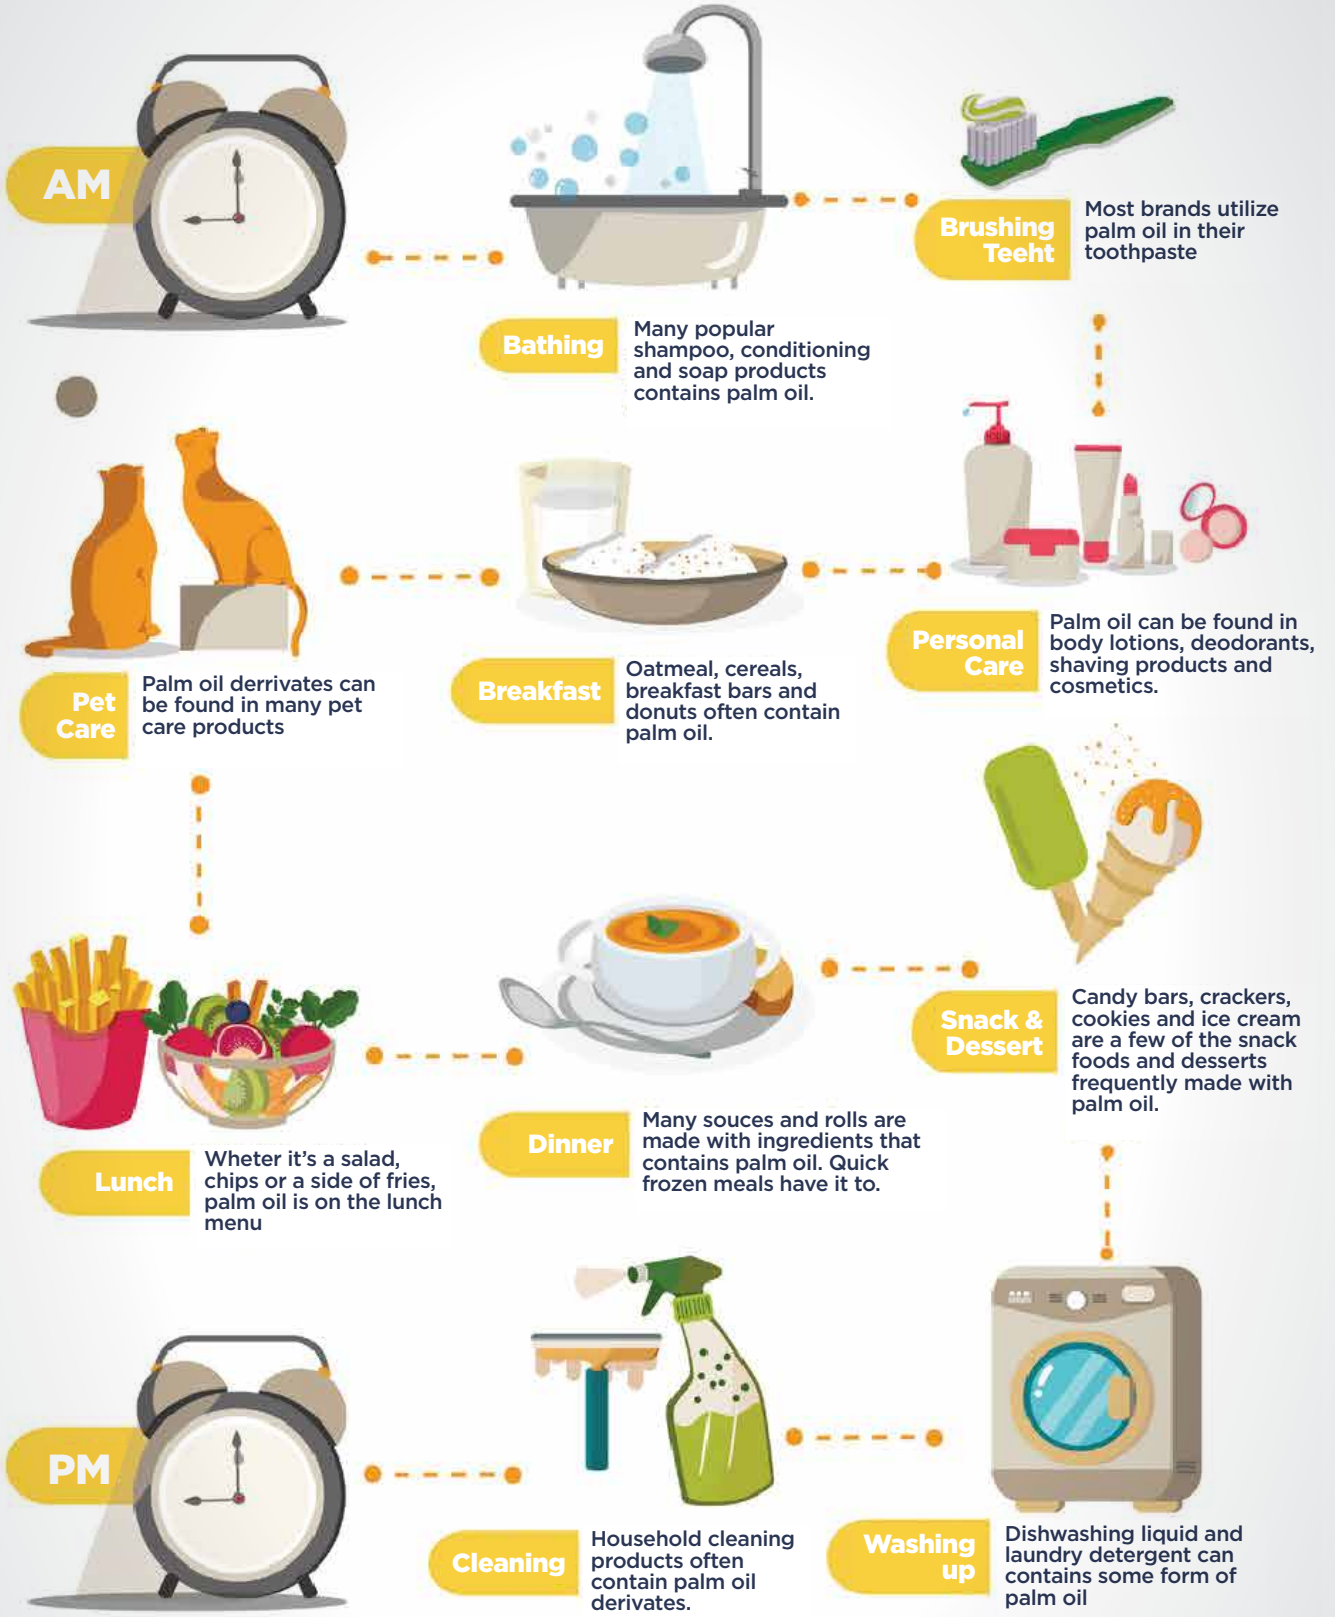 AM
Bathing
Many popular
shampoo, conditioning
and soap products
contains palm oil.
Brushing
Teeht
Most brands utilize
palm oil in their
toothpaste
Personal
Care
Palm oil can be found in
body lotions, deodorants,
shaving products and
cosmetics.
Breakfast
Oatmeal, cereals,
breakfast bars and
donuts often contain
palm oil.
Pet
Care
Palm oil derrivates can
be found in many pet
care products
Lunch
Wheter it's a salad,
chips or a side of fries,
palm oil is on the lunch
menu
Dinner
Many souces and rolls are
made with ingredients that
contains palm oil. Quick
frozen meals have it to.
Snack &
Dessert
Candy bars, crackers,
cookies and ice cream
are a few of the snack
foods and desserts
frequently made with
palm oil.
Washing
up
Dishwashing liquid and
laundry detergent can
contains some form of
palm oil
Cleaning
Household cleaning
products often
contain palm oil
derivates.
PM